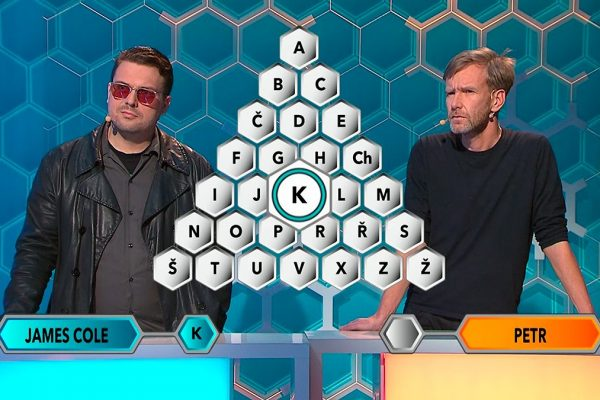 A
B C
Č D E
F G H Ch
I J K L M
N O P R Ř S
Š T U V X Z Ž
JAMES COLE K PETR